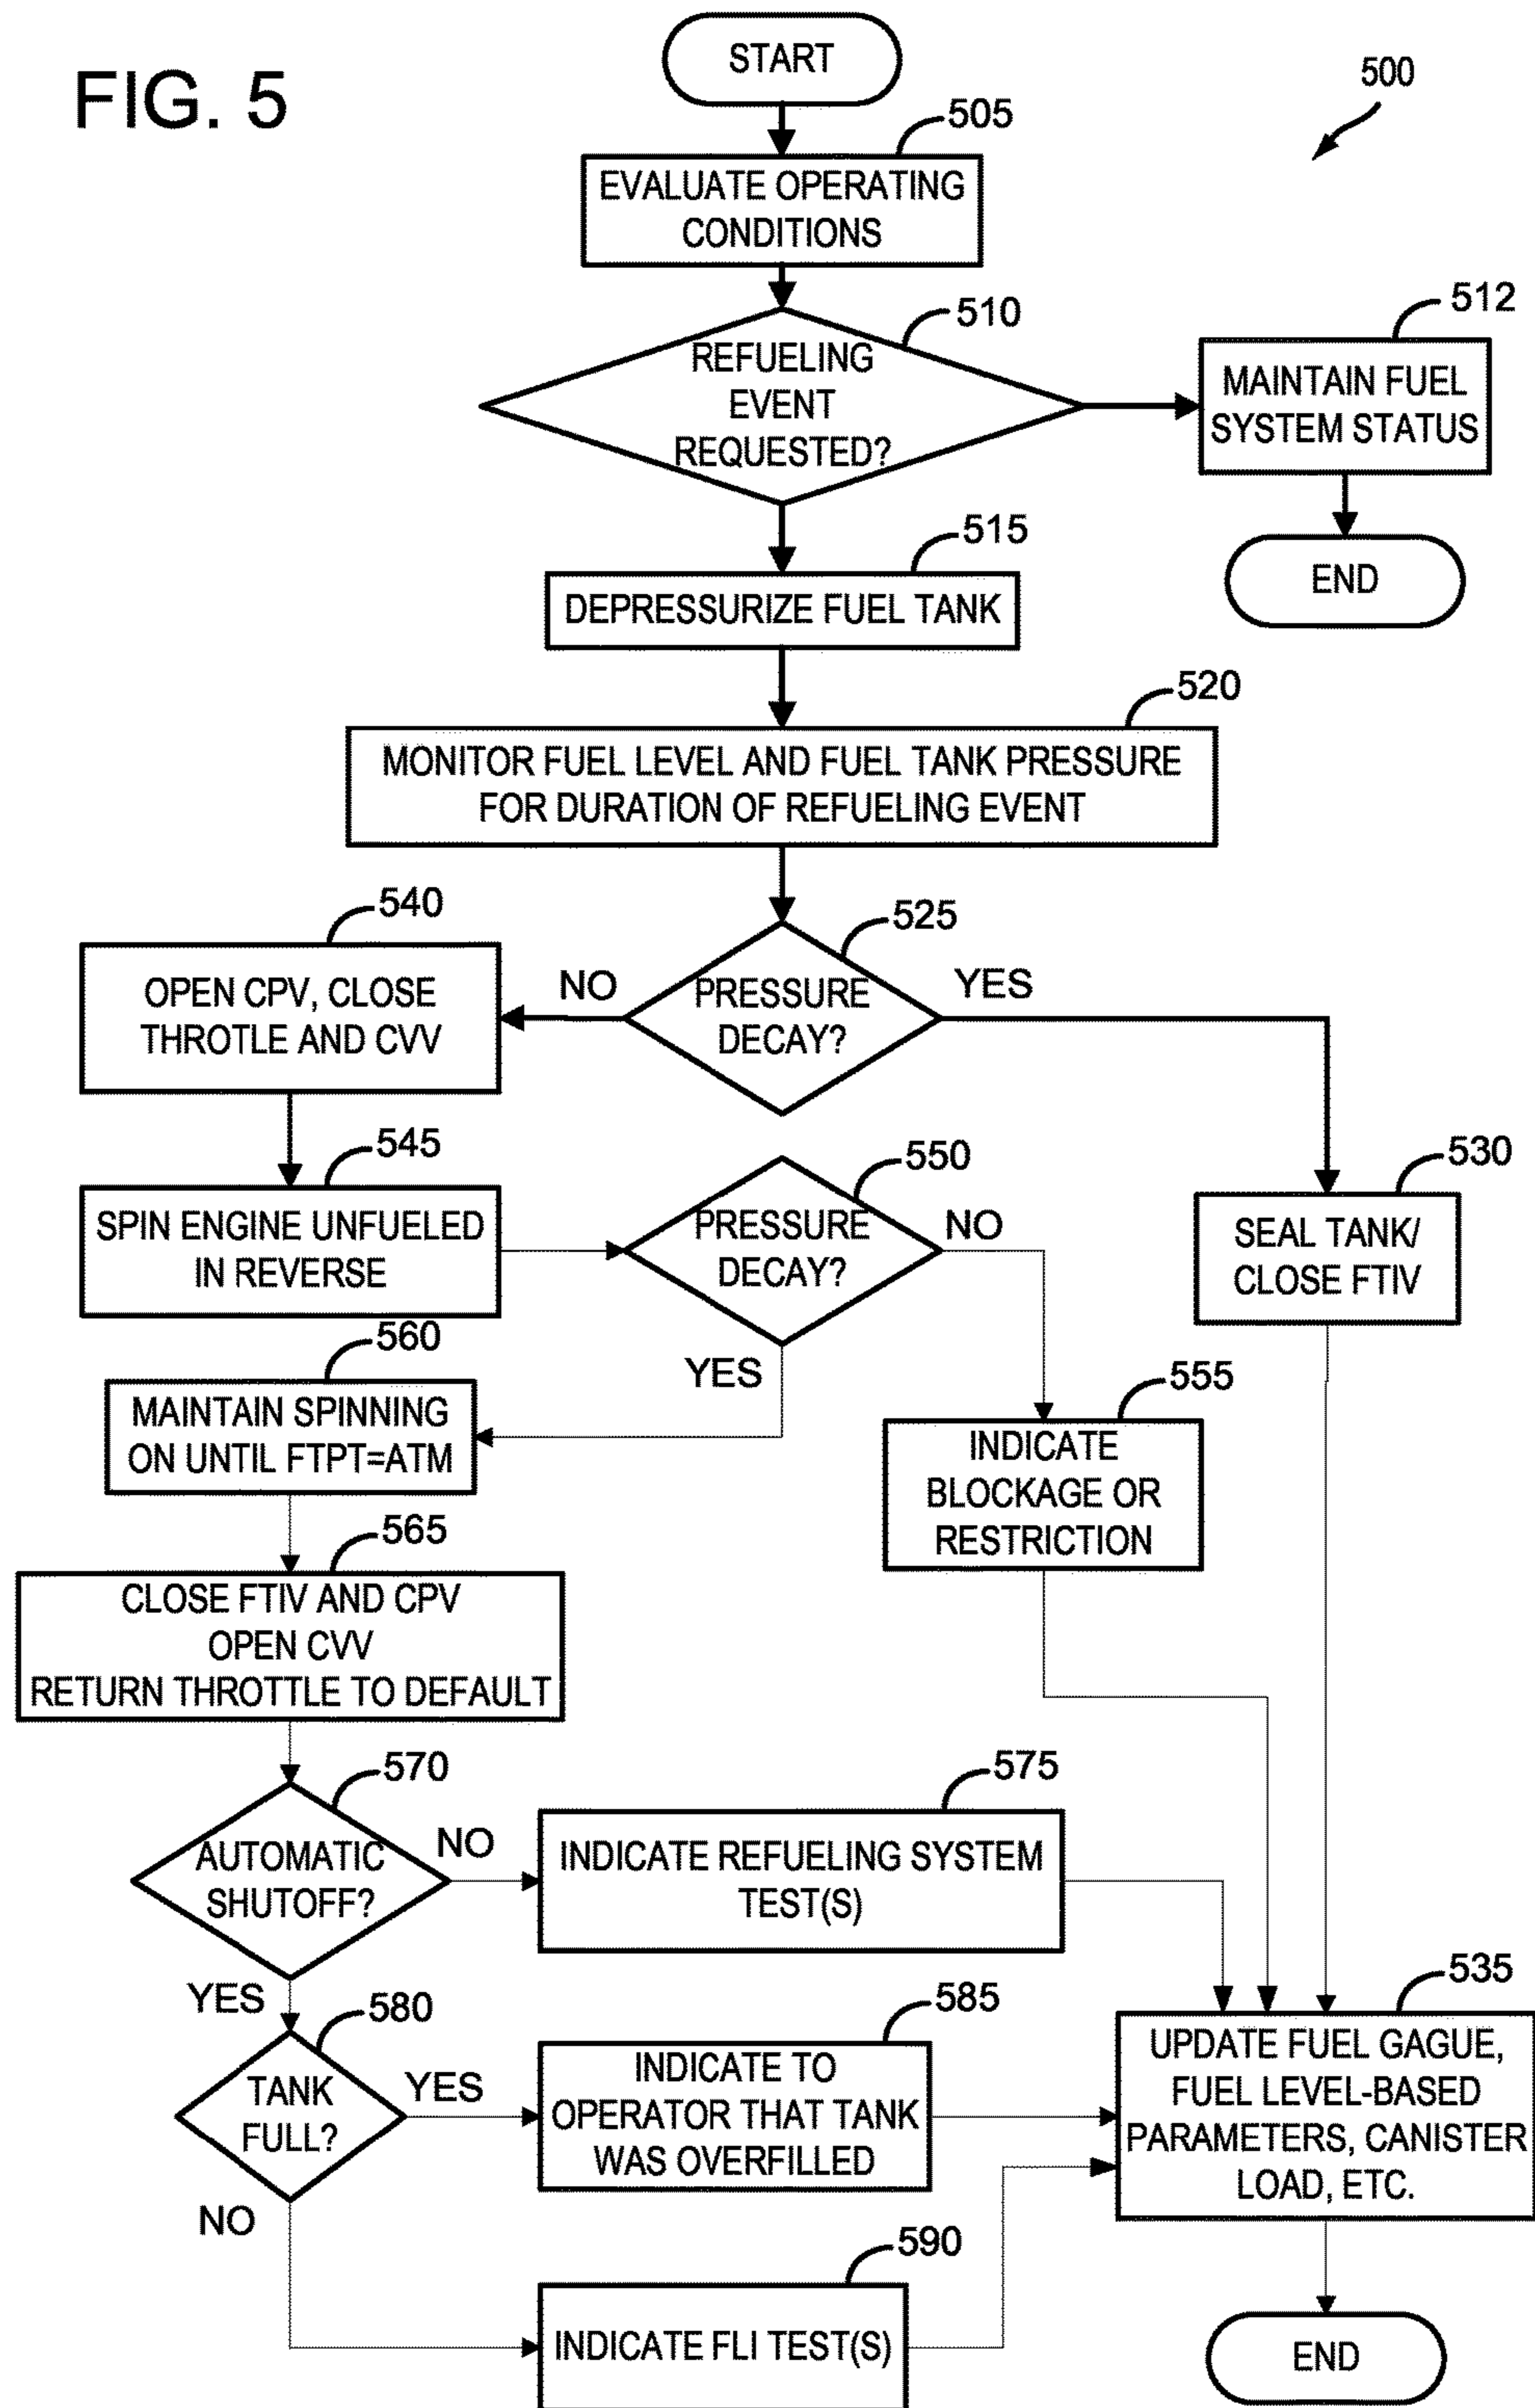 FIG. 5
START
500
505
EVALUATE OPERATING
CONDITIONS
510
REFUELING
EVENT
REQUESTED?
512
MAINTAIN FUEL
SYSTEM STATUS
END
515
DEPRESSURIZE FUEL TANK
520
MONITOR FUEL LEVEL AND FUEL TANK PRESSURE
FOR DURATION OF REFUELING EVENT
525
PRESSURE
DECAY?
NO
YES
540
OPEN CPV, CLOSE
THROTLE AND CVV
545
SPIN ENGINE UNFUELED
IN REVERSE
550
PRESSURE
DECAY?
NO
YES
530
SEAL TANK/
CLOSE FTIV
560
MAINTAIN SPINNING
ON UNTIL FTPT=ATM
555
INDICATE
BLOCKAGE OR
RESTRICTION
565
CLOSE FTIV AND CPV
OPEN CVV
RETURN THROTTLE TO DEFAULT
570
AUTOMATIC
SHUTOFF?
NO
YES
575
INDICATE REFUELING SYSTEM
TEST(S)
580
TANK
FULL?
YES
NO
585
INDICATE TO
OPERATOR THAT TANK
WAS OVERFILLED
535
UPDATE FUEL GAGUE,
FUEL LEVEL-BASED
PARAMETERS, CANISTER
LOAD, ETC.
590
INDICATE FLI TEST(S)
END